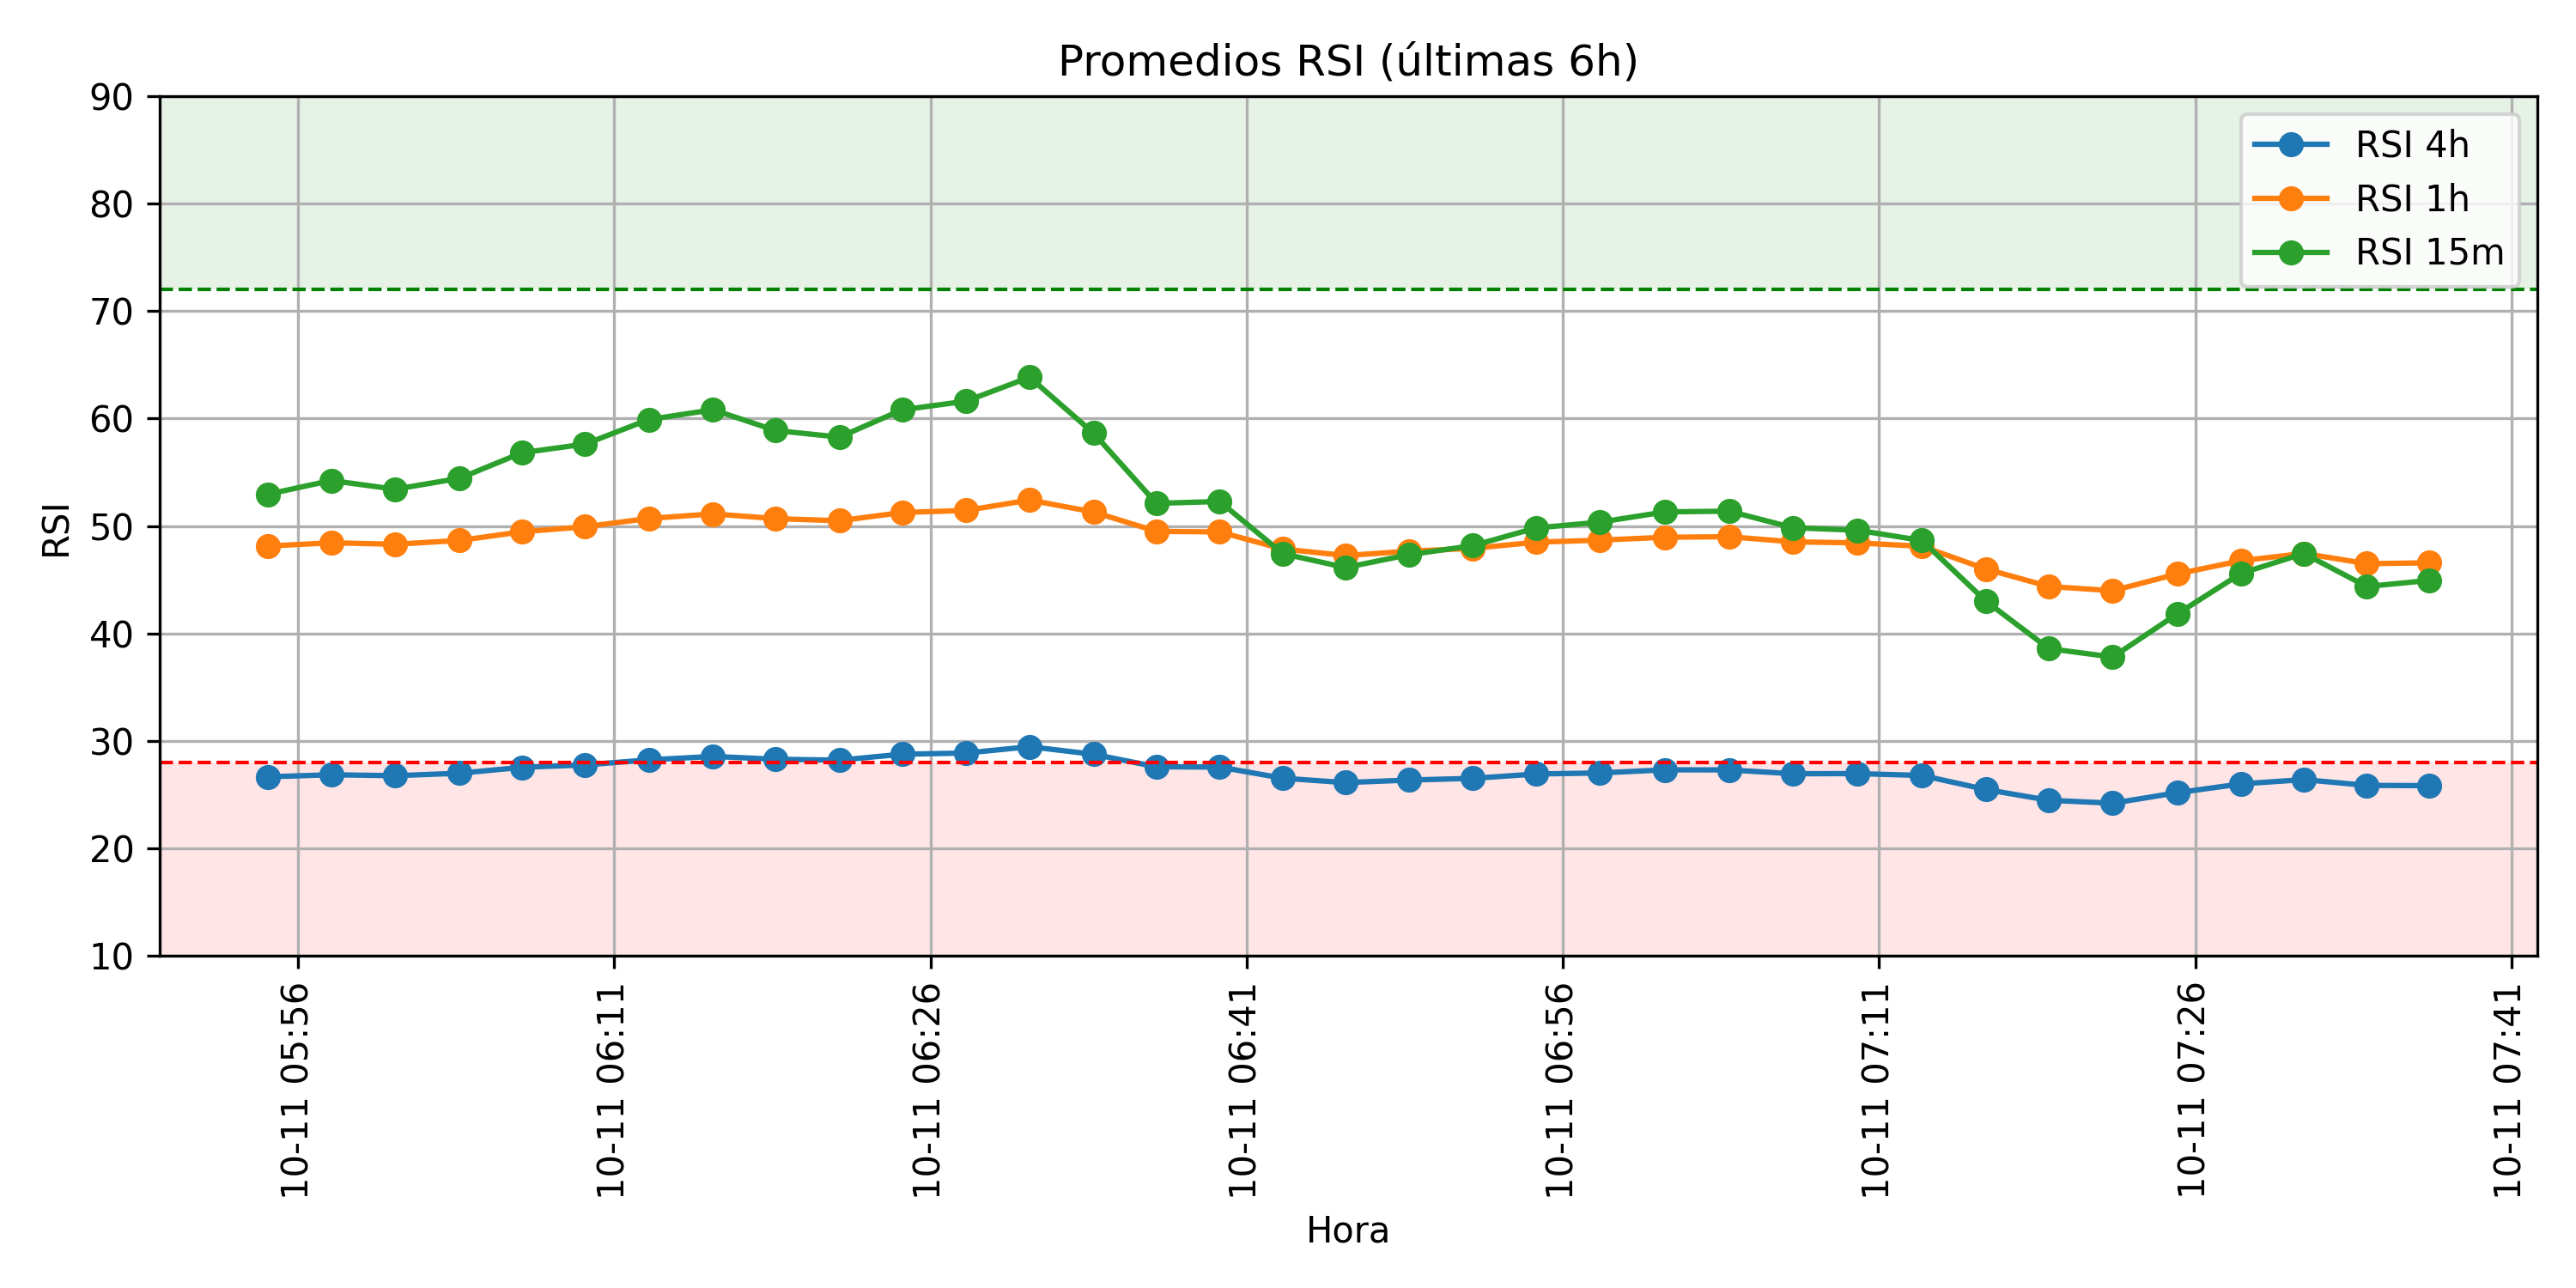 Promedios RSI (últimas 6h)
90
80
70
60
50
40
30
20
10
RSI
RSI 4h
RSI 1h
RSI 15m
10-11 05:56
10-11 06:11
10-11 06:26
10-11 06:41
10-11 06:56
10-11 07:11
10-11 07:26
10-11 07:41
Hora